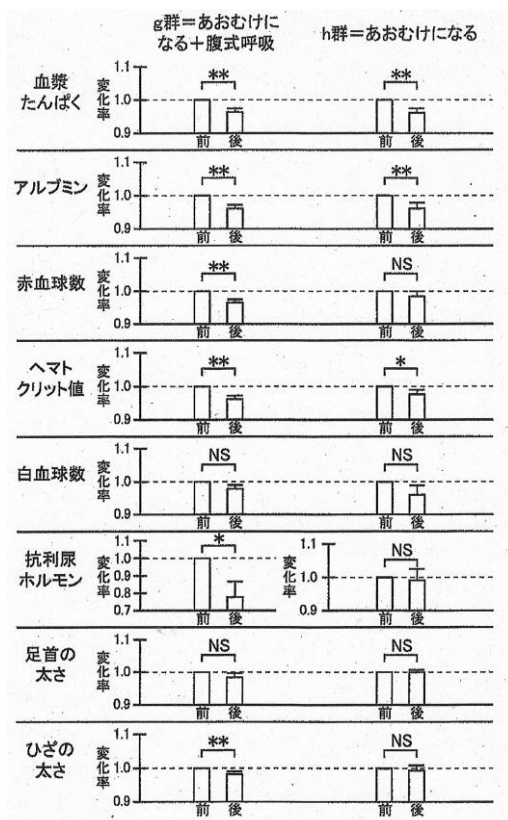 g群＝あおむけに
なる＋腹式呼吸
h群＝あおむけになる
血漿
たんぱく
変化率
1.1
1.0
0.9
**
前 後
**
前 後
アルブミン
変化率
1.1
1.0
0.9
**
前 後
**
前 後
赤血球数
変化率
1.1
1.0
0.9
**
前 後
NS
前 後
ヘマト
クリット値
変化率
1.1
1.0
0.9
**
前 後
*
前 後
白血球数
変化率
1.1
1.0
0.9
NS
前 後
NS
前 後
抗利尿
ホルモン
変化率
1.0
0.9
0.8
0.7
*
前 後
変化率
1.1
1.0
0.9
NS
前 後
足首の
太さ
変化率
1.1
1.0
0.9
NS
前 後
NS
前 後
ひざの
太さ
変化率
1.1
1.0
0.9
**
前 後
NS
前 後